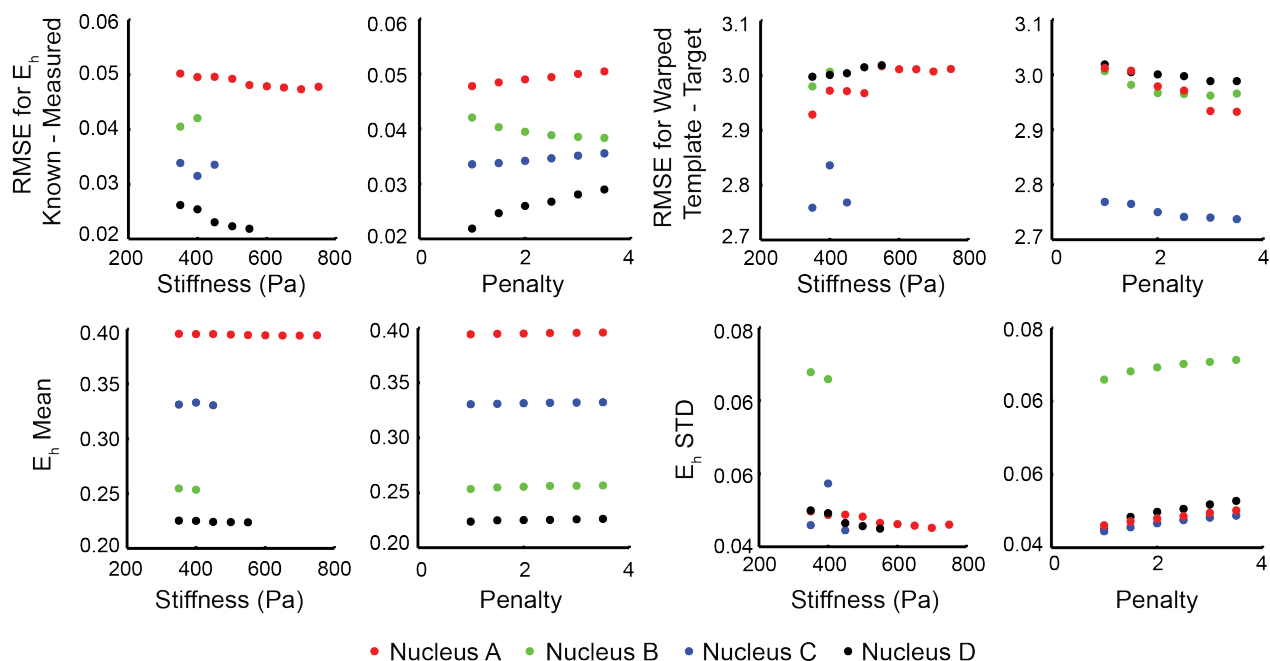 0.06
0.05
0.04
0.03
0.02
200 400 600 800
Stiffness (Pa)
RMSE for Eh
Known - Measured
0.06
0.05
0.04
0.03
0.02
0 2 4
Penalty
3.1
3.0
2.9
2.8
2.7
200 400 600 800
Stiffness (Pa)
RMSE for Warped
Template - Target
3.1
3.0
2.9
2.8
2.7
0 2 4
Penalty
0.40
0.35
0.30
0.25
0.20
200 400 600 800
Stiffness (Pa)
Eh Mean
0.40
0.35
0.30
0.25
0.20
0 2 4
Penalty
0.08
0.06
0.06
0.04
200 400 600 800
Stiffness (Pa)
Eh STD
0.08
0.06
0.06
0.04
0 2 4
Penalty
Nucleus A Nucleus B Nucleus C Nucleus D